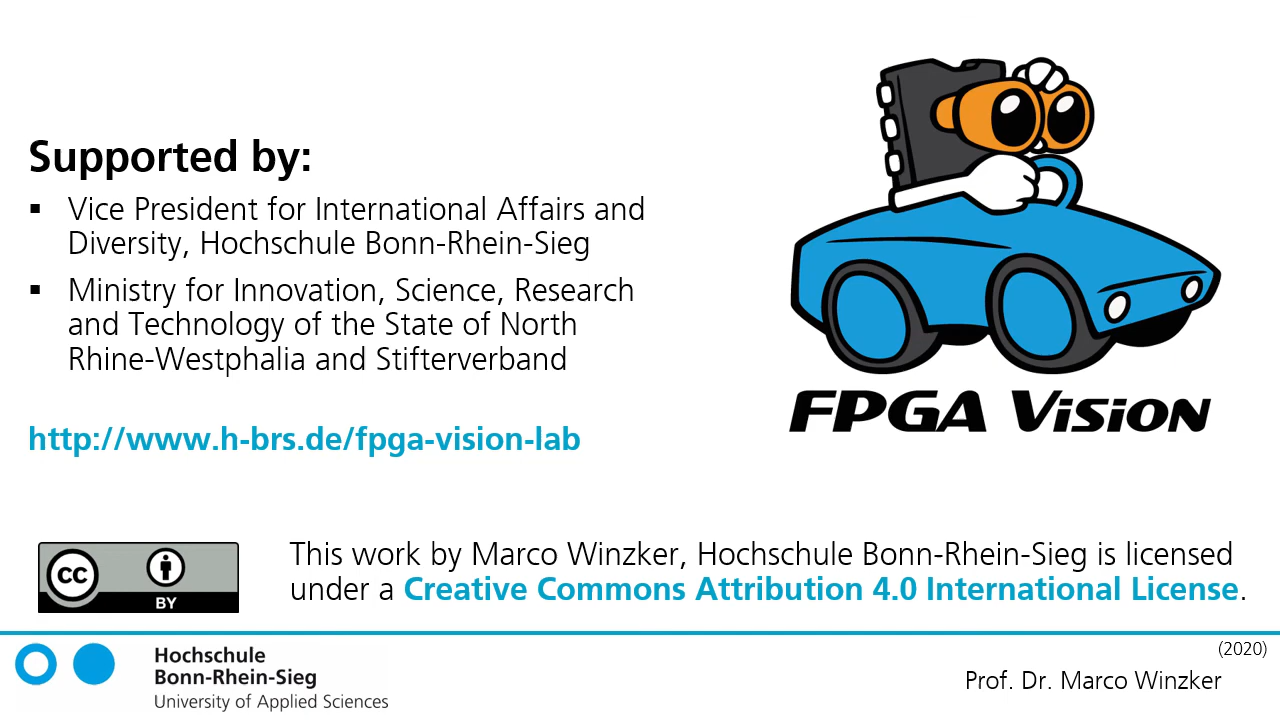 Supported by:
▪ Vice President for International Affairs and
Diversity, Hochschule Bonn-Rhein-Sieg
▪ Ministry for Innovation, Science, Research
and Technology of the State of North
Rhine-Westphalia and Stifterverband
http://www.h-brs.de/fpga-vision-lab
FPGA Vision
CC
BY
This work by Marco Winzker, Hochschule Bonn-Rhein-Sieg is licensed
under a Creative Commons Attribution 4.0 International License.
Hochschule
Bonn-Rhein-Sieg
University of Applied Sciences
(2020)
Prof. Dr. Marco Winzker